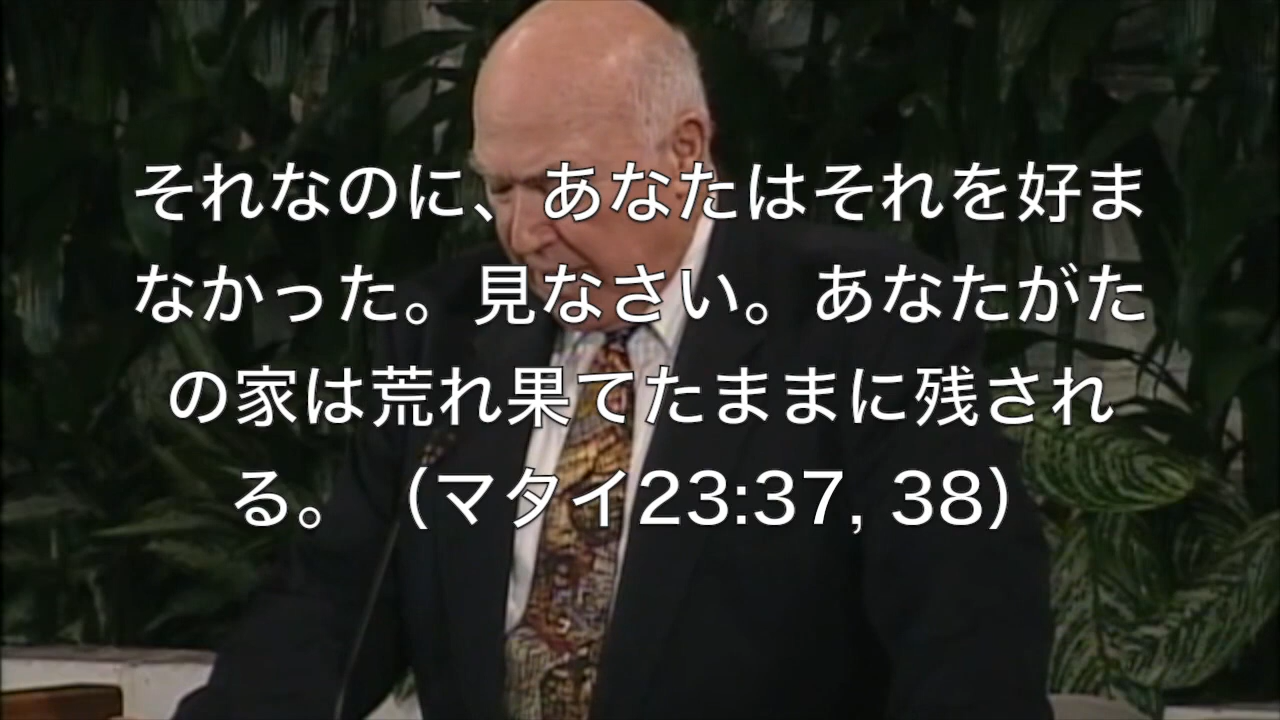 それなのに、あなたはそれを好ま
なかった。見なさい。あなたがた
の家は荒れ果てたままに残され
る。（マタイ23:37, 38）